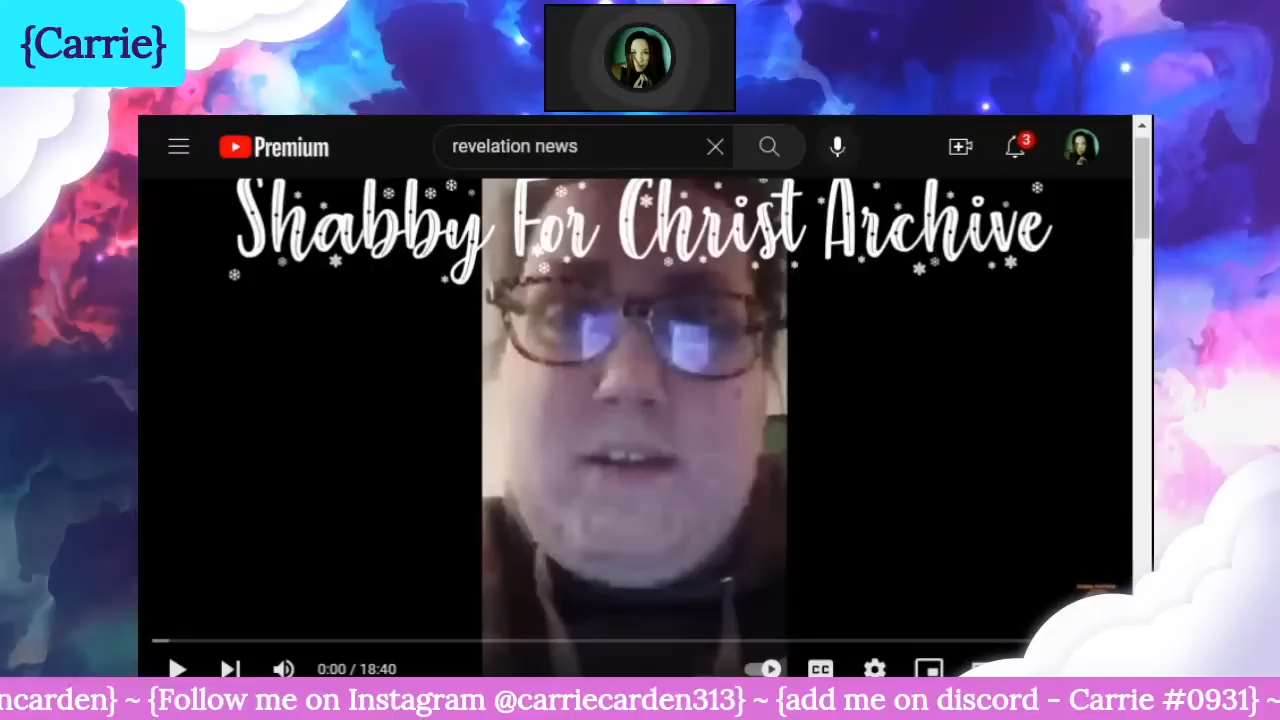 {Carrie}
Premium
revelation news
3
Shabby For Christ Archive
0:00 / 18:40
CC
ncarden} ~ {Follow me on Instagram @carriecarden313} ~ {add me on discord - Carrie #0931} ~